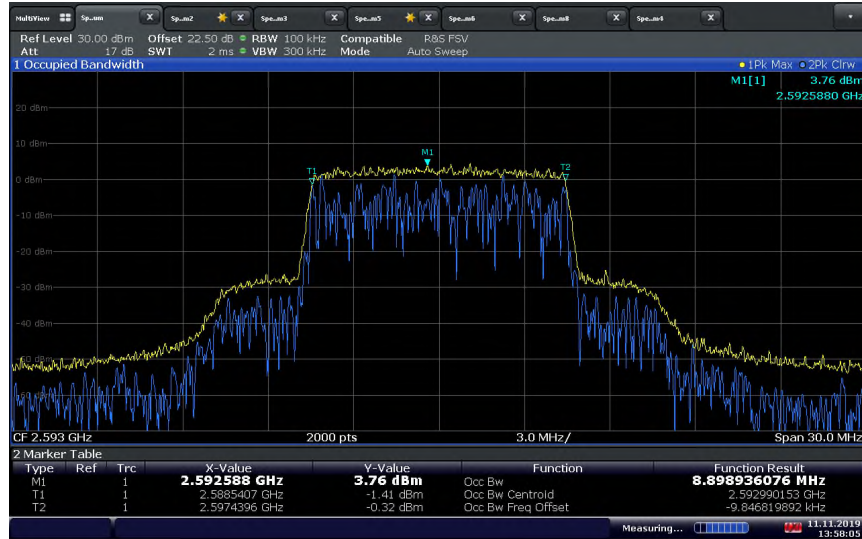 MultiView Sp...um X Sp...m2 X Spe...m3 X Spe...m5 X Spe...m6 X Spe...m8 X Spe...m4 X
Ref Level 30.00 dBm Offset 22.50 dB RBW 100 kHz Compatible R&S FSV
Att 17 dB SWT 2 ms VBW 300 kHz Mode Auto Sweep
1 Occupied Bandwidth 1Pk Max 2Pk Clrw
M1[1] 3.76 dBm
2.5925880 GHz
20 dBm
10 dBm
M1
T1
T2
0 dBm
-10 dBm
-20 dBm
-30 dBm
-40 dBm
-50 dBm
-60 dBm
CF 2.593 GHz 2000 pts 3.0 MHz/ Span 30.0 MHz
2 Marker Table
Type Ref Trc X-Value Y-Value Function Function Result
M1 1 2.592588 GHz 3.76 dBm Occ Bw 8.898936076 MHz
T1 1 2.5885407 GHz -1.41 dBm Occ Bw Centroid 2.592990153 GHz
T2 1 2.5974396 GHz -0.32 dBm Occ Bw Freq Offset -9.846819892 kHz
Measuring... 11.11.2019
13:58:05